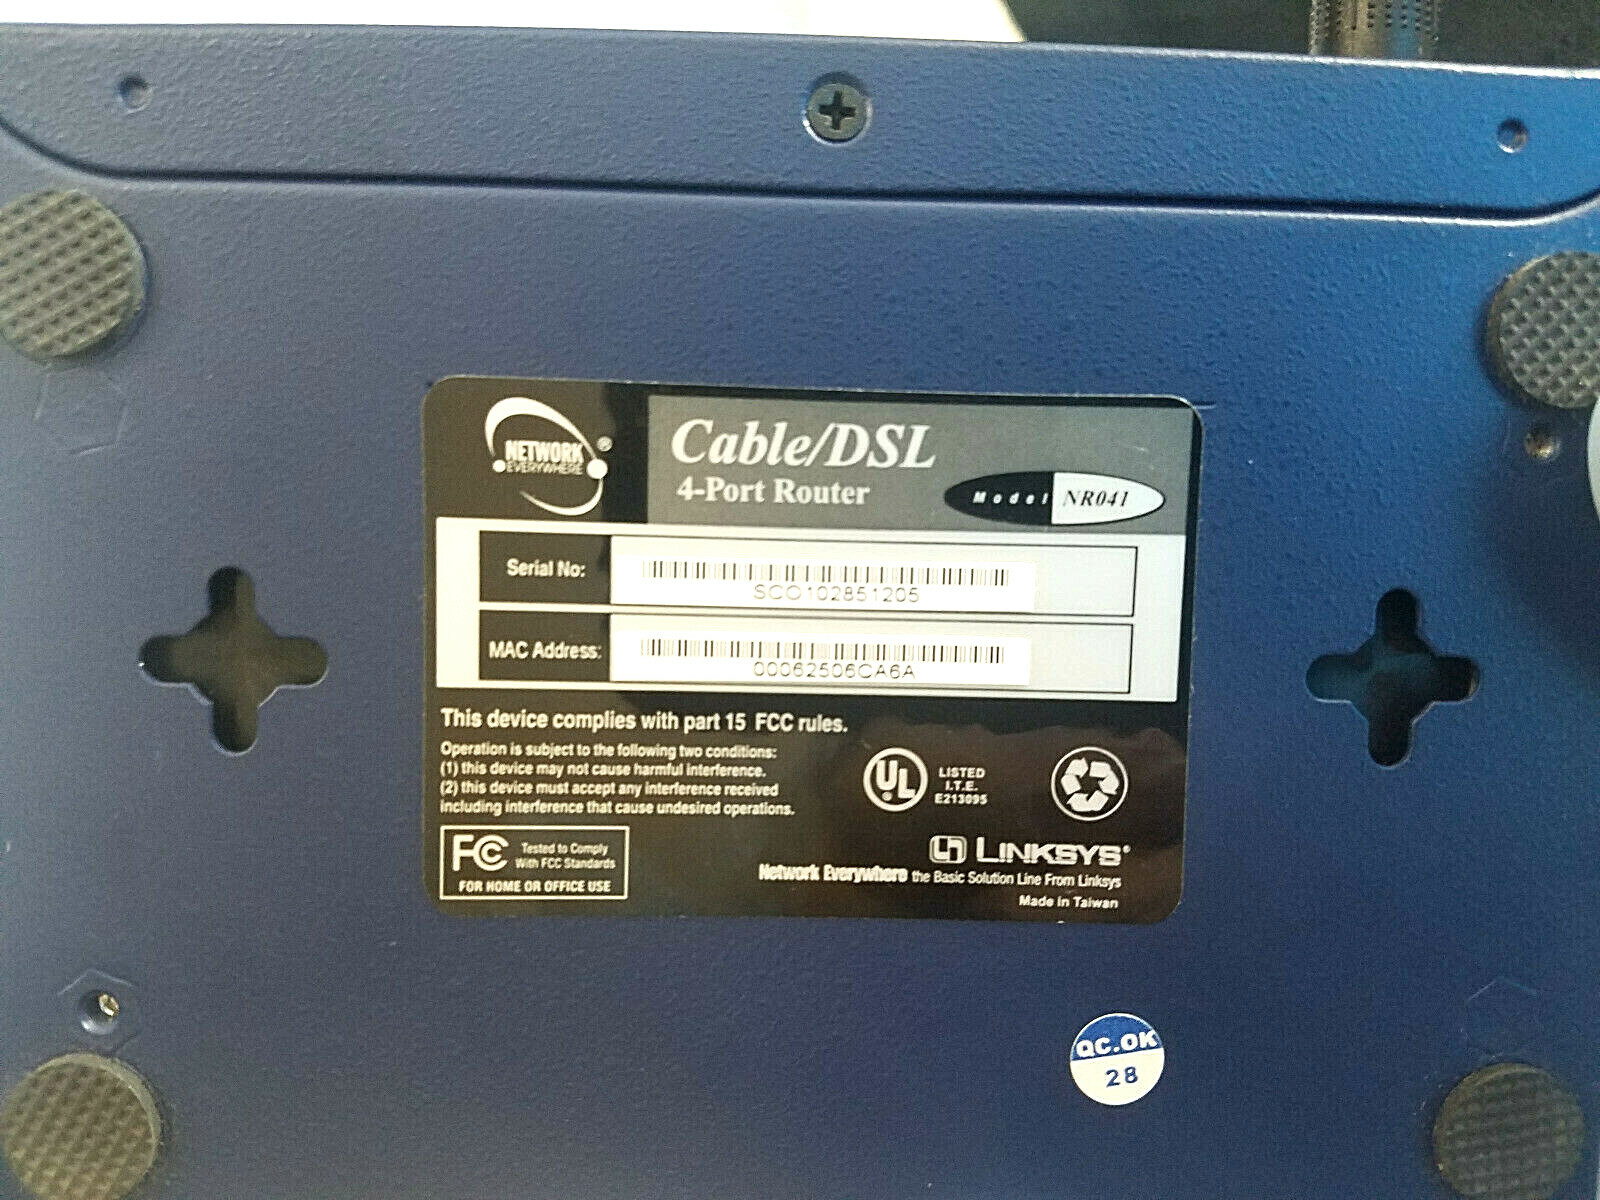 NETWORK ®
EVERYWHERE
Cable/DSL
4-Port Router
Model NR041
Serial No:
SCO102851205
MAC Address:
00062506CA6A
This device complies with part 15 FCC rules.
Operation is subject to the following two conditions:
(1) this device may not cause harmful interference.
(2) this device must accept any interference received
including interference that cause undesired operations.
UL
LISTED
I.T.E.
E213095
FC Tested to Comply
With FCC Standards
FOR HOME OR OFFICE USE
LINKSYS®
Network Everywhere the Basic Solution Line From Linksys
Made in Taiwan
QC.OK
28